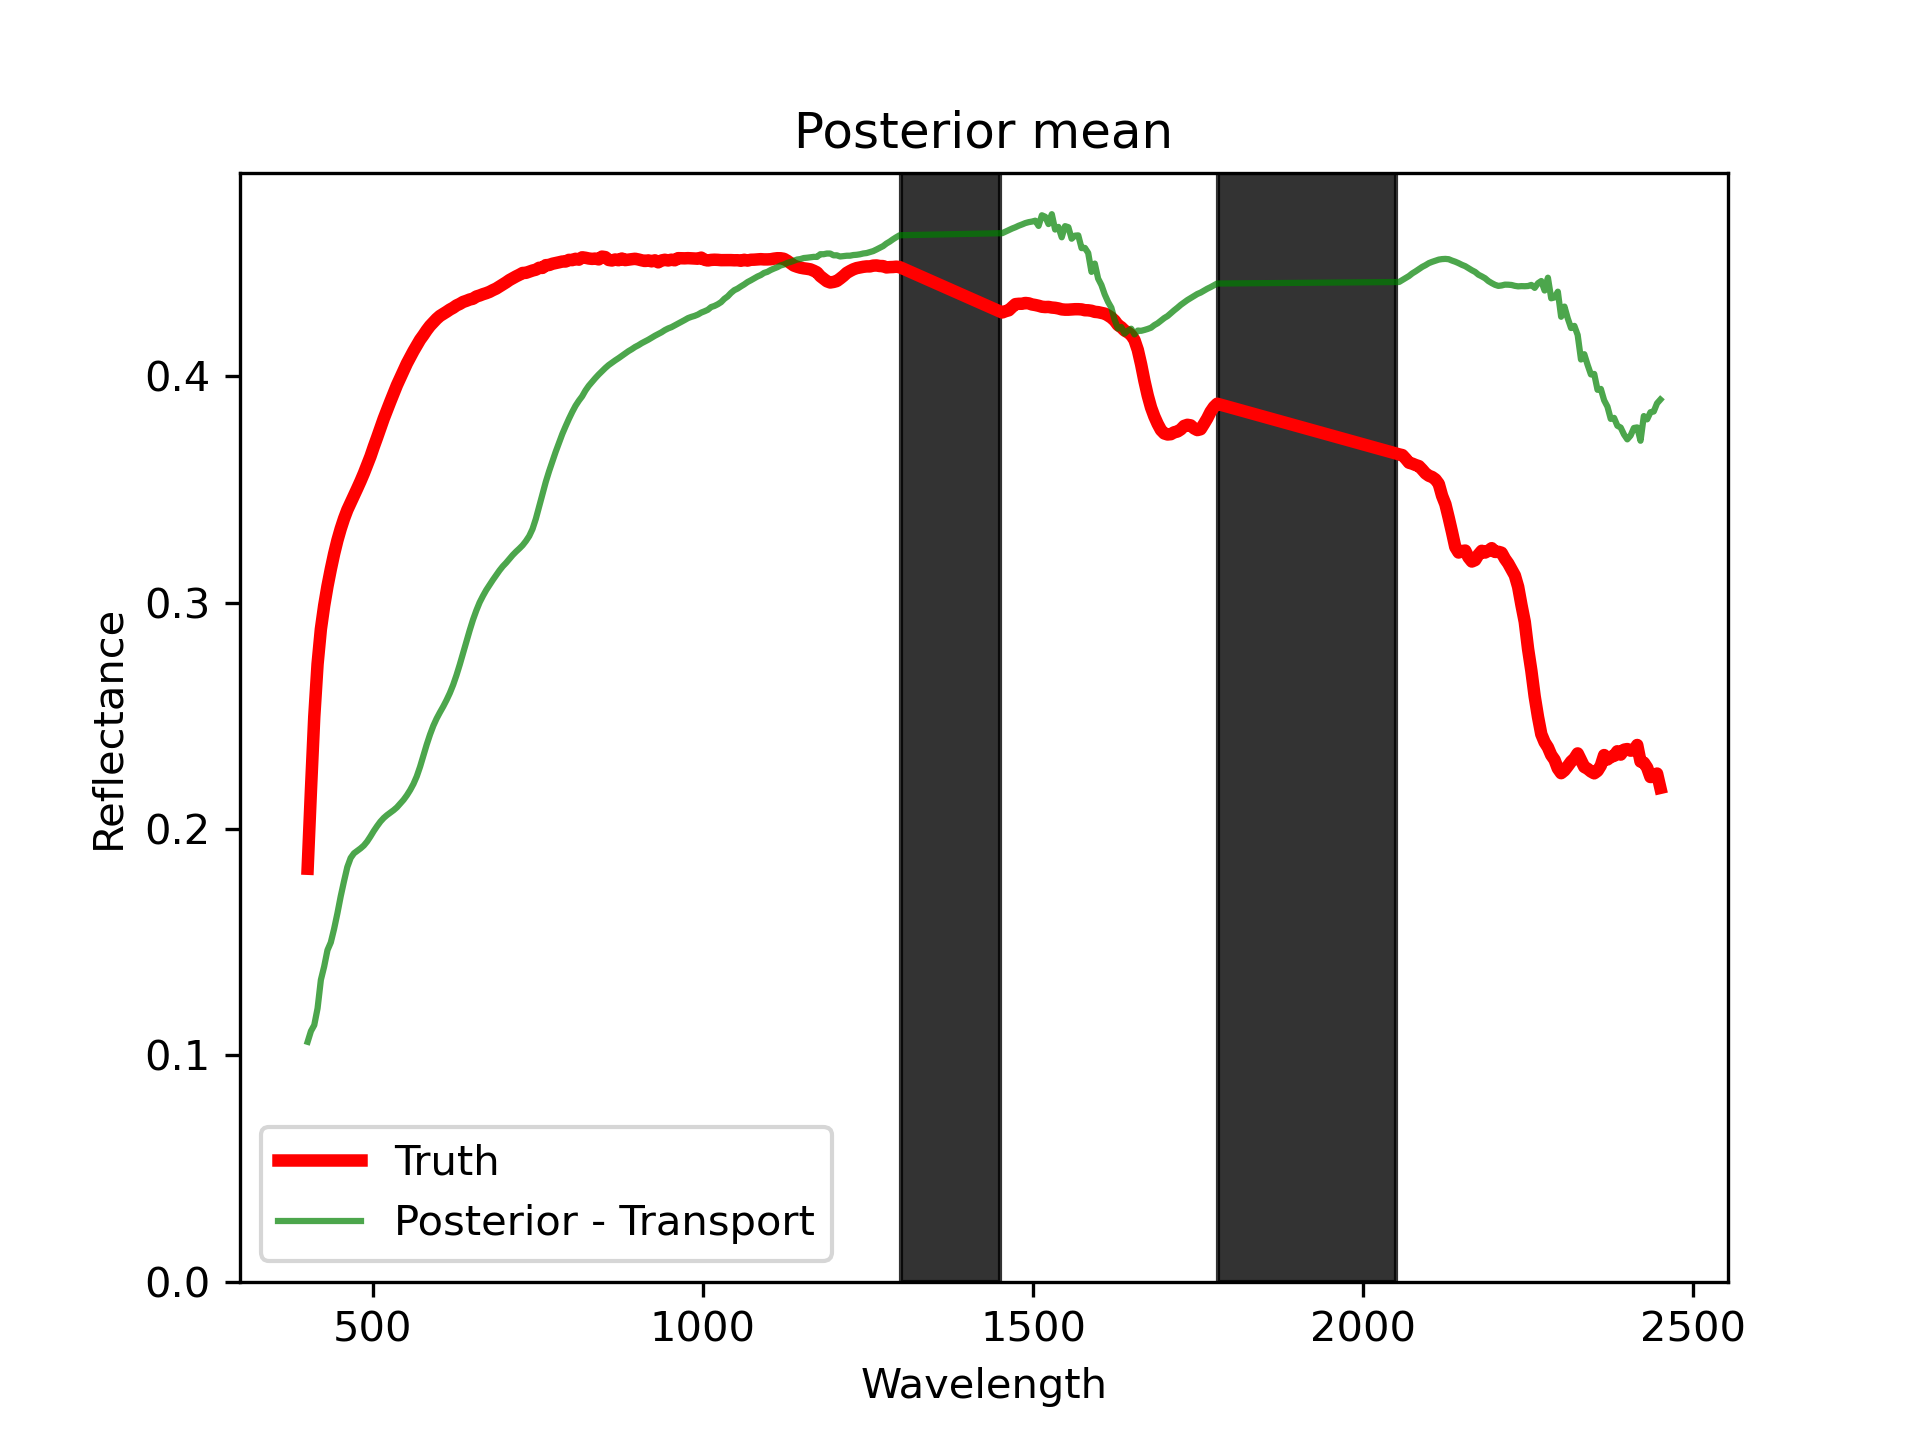 Posterior mean
Reflectance
0.4
0.3
0.2
0.1
0.0
Truth
Posterior - Transport
500
1000
1500
2000
2500
Wavelength